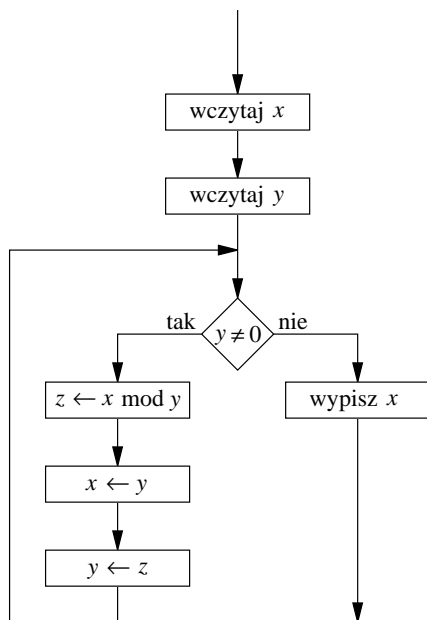 wczytaj x
wczytaj y
tak
nie
y ≠ 0
z ← x mod y
wypisz x
x ← y
y ← z